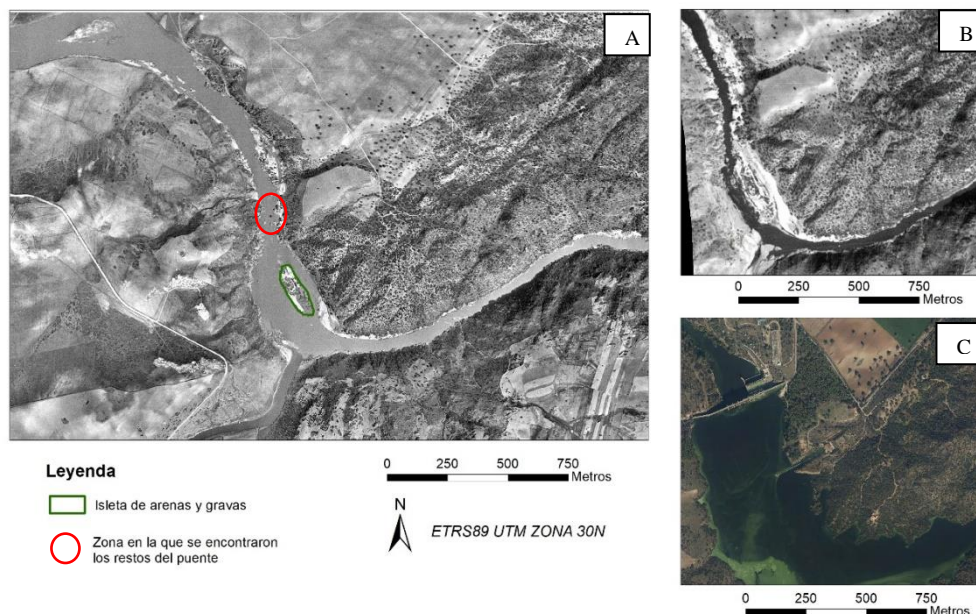 A
B
0 250 500 750
Metros
C
Leyenda
Isleta de arenas y gravas
Zona en la que se encontraron
los restos del puente
0 250 500 750
Metros
N
ETRS89 UTM ZONA 30N
0 250 500 750
Metros